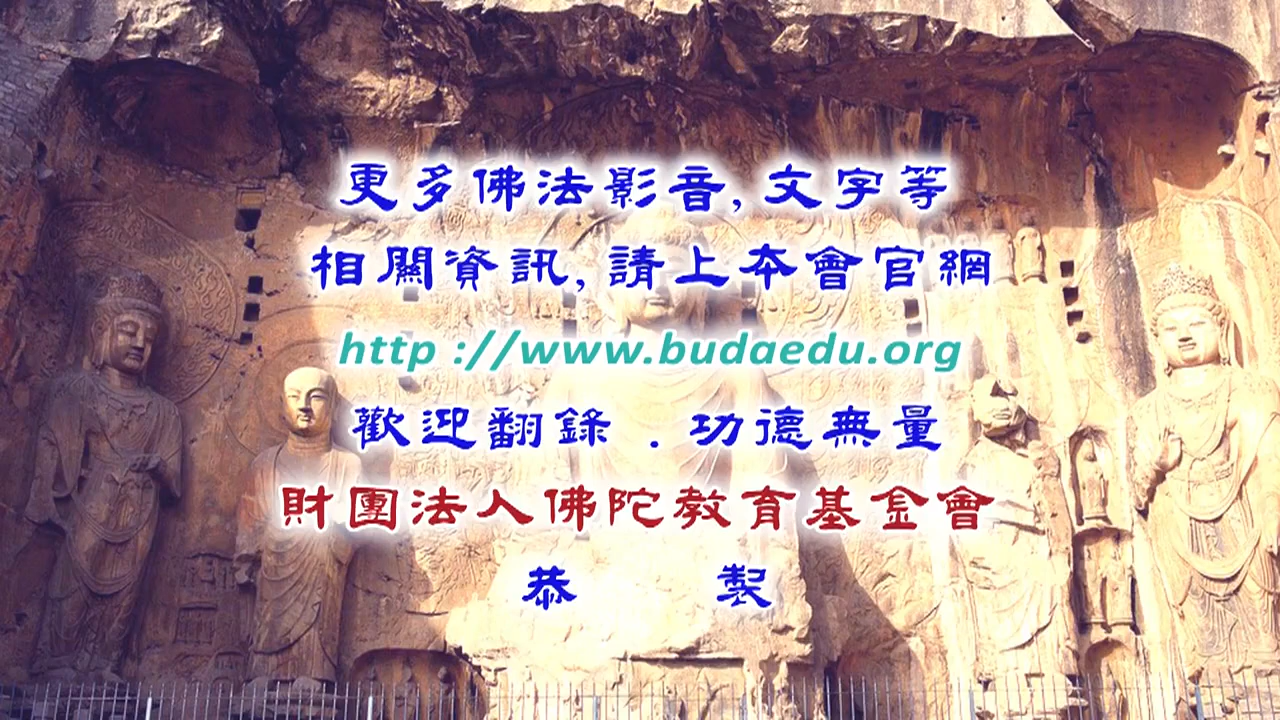 更多佛法影音,文字等
相關資訊,請上本會官網
http ://www.budaedu.org
歡迎翻錄 . 功德無量
財團法人佛陀教育基金會
恭 製